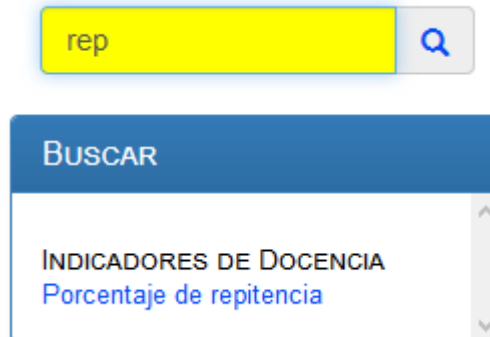 rep
BUSCAR
INDICADORES DE DOCENCIA
Porcentaje de repitencia